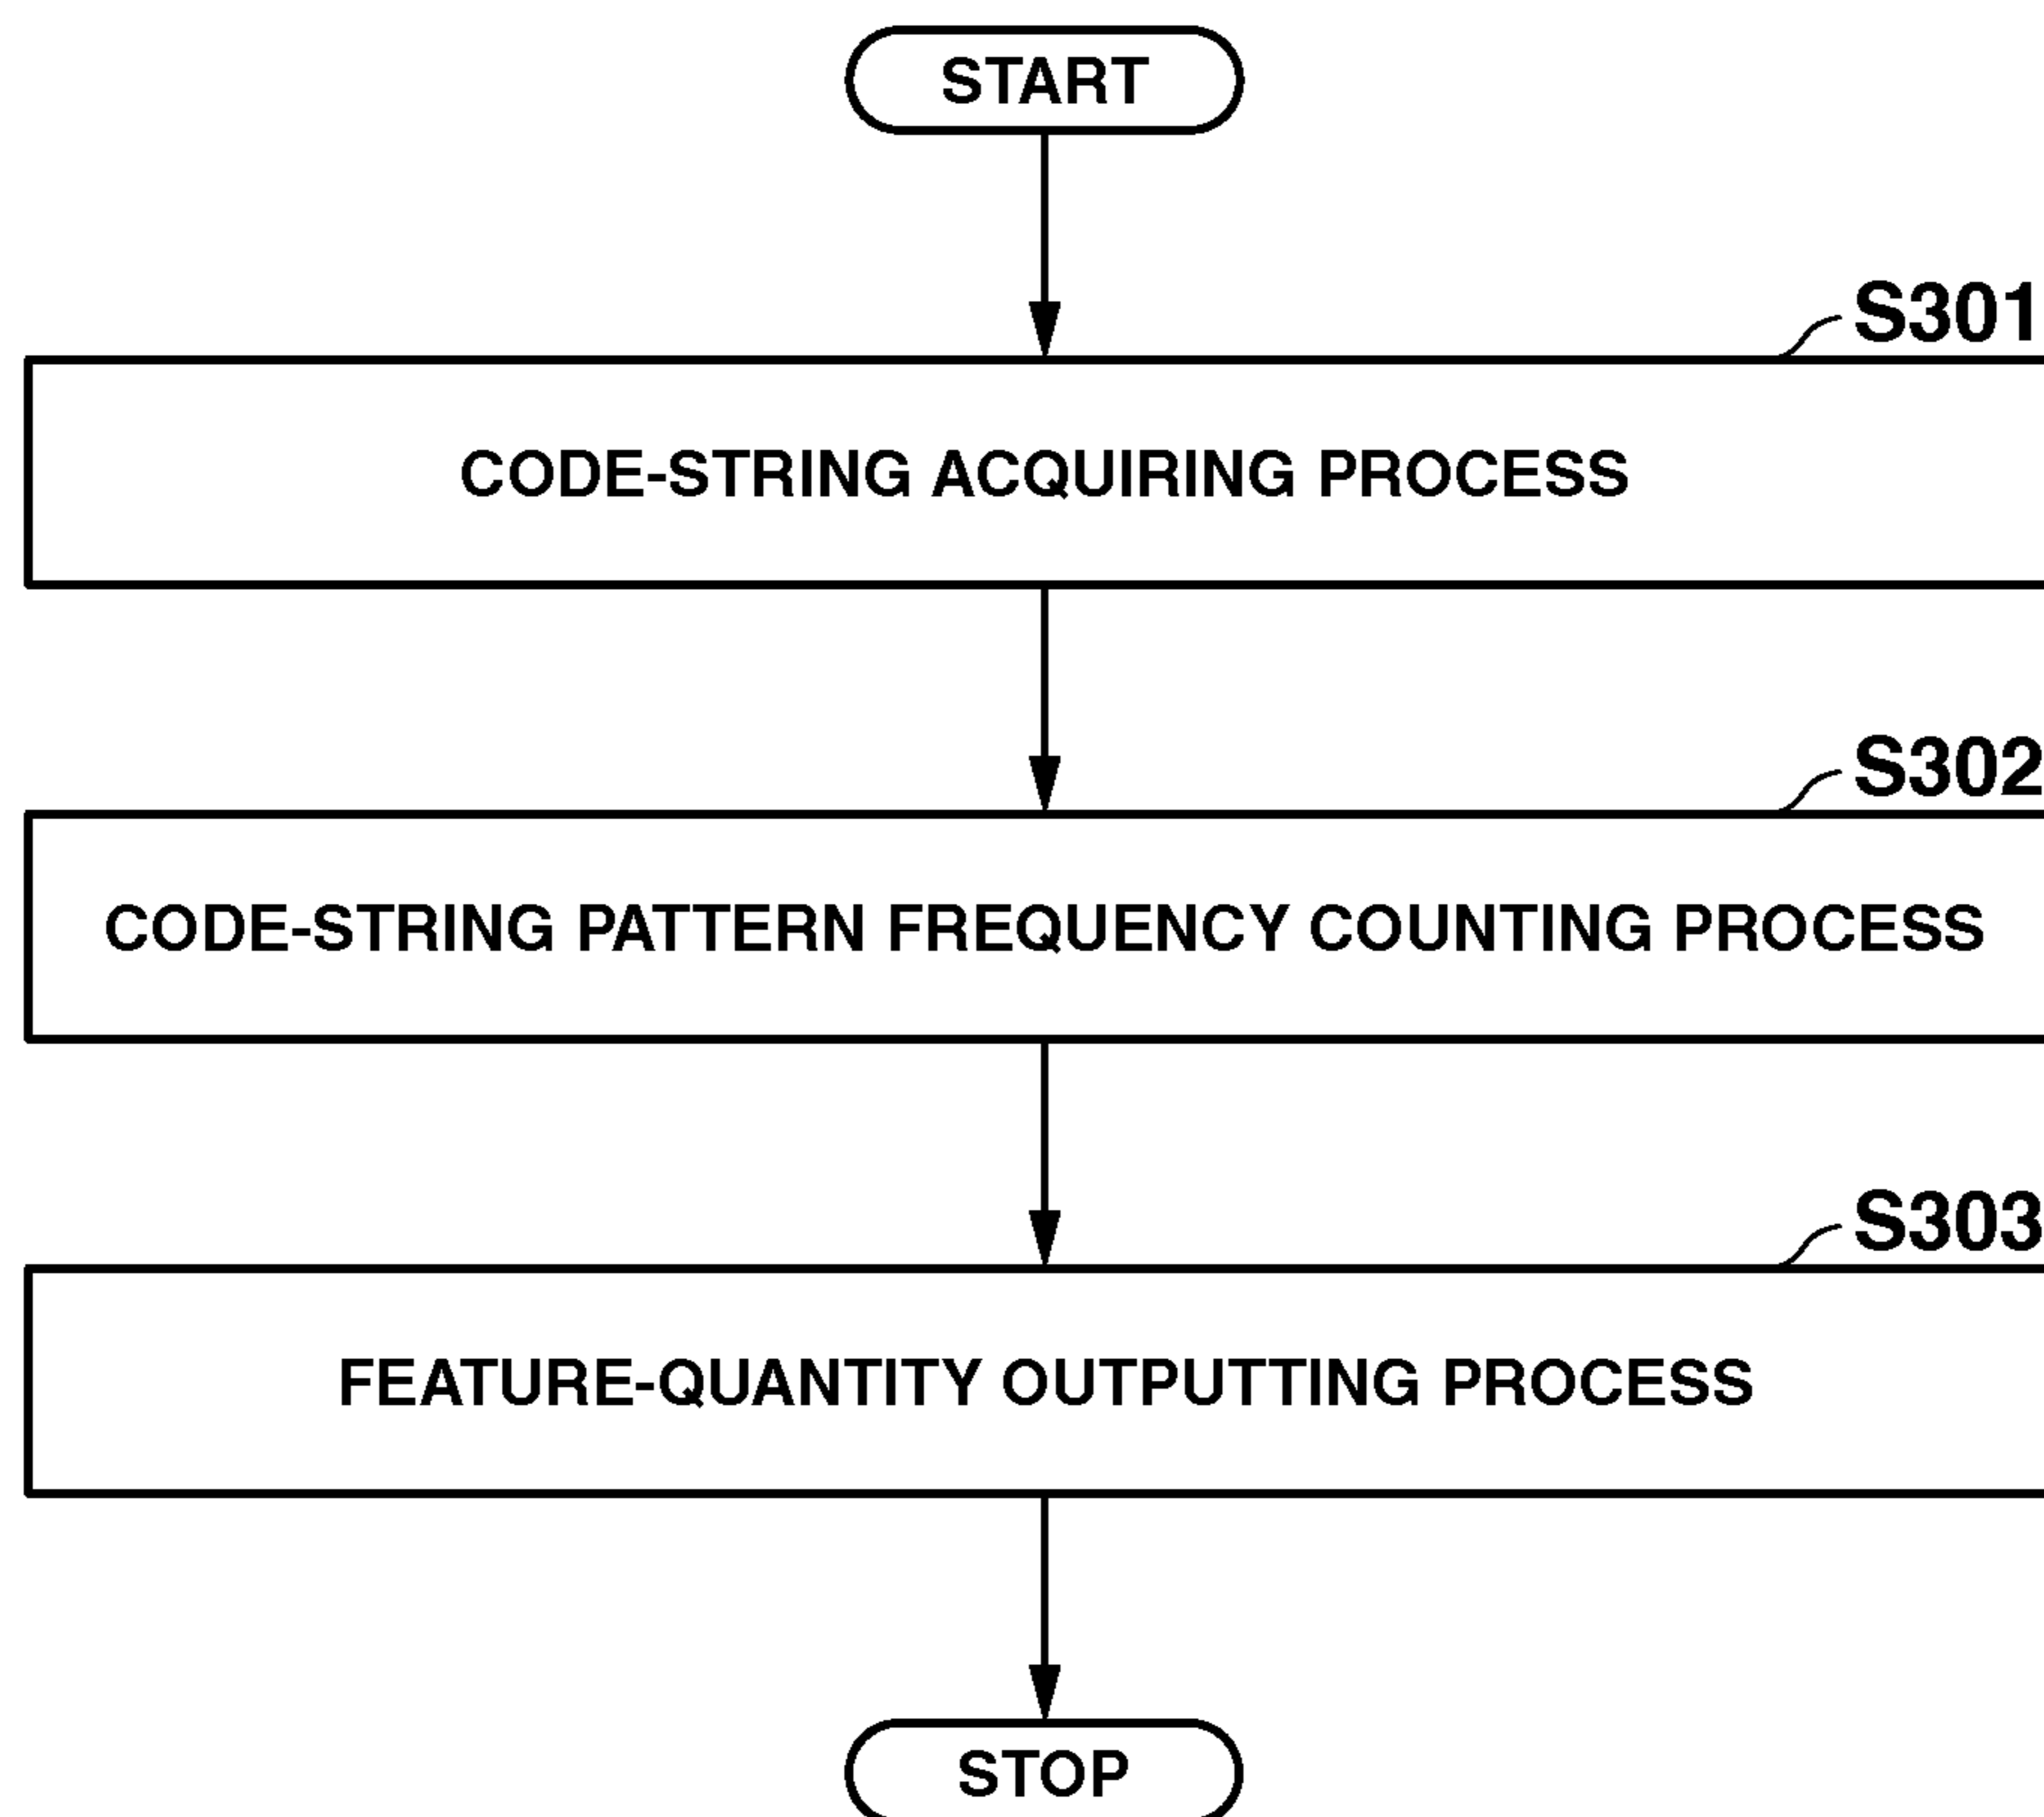 START
S301
CODE-STRING ACQUIRING PROCESS
S302
CODE-STRING PATTERN FREQUENCY COUNTING PROCESS
S303
FEATURE-QUANTITY OUTPUTTING PROCESS
STOP